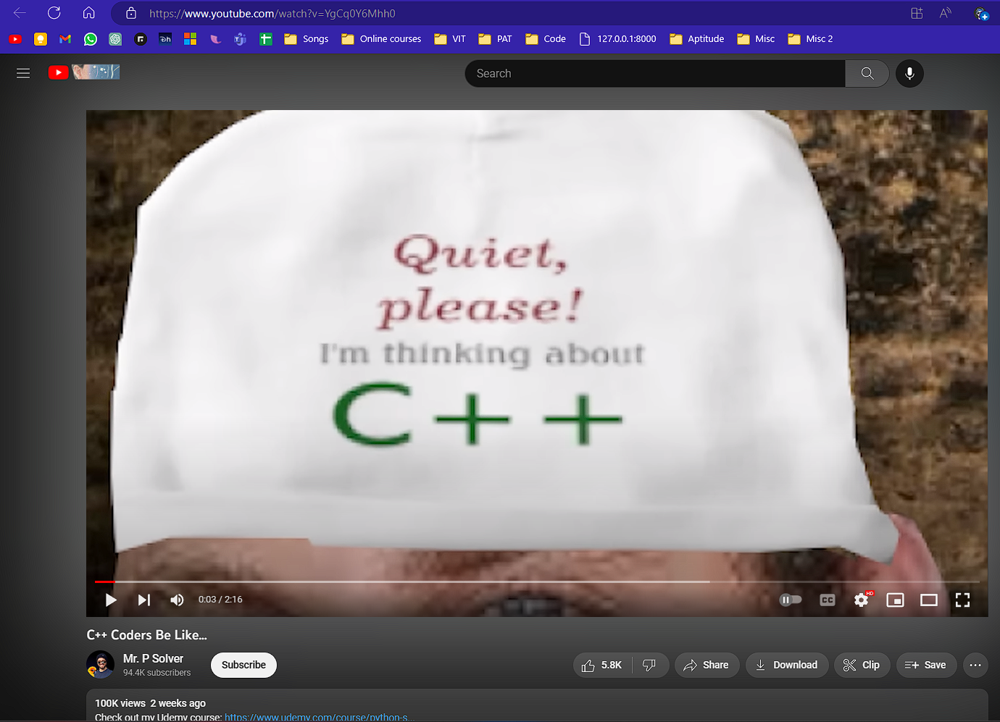 https://www.youtube.com/watch?v=YgCq0Y6Mhh0
Songs Online courses VIT PAT Code 127.0.0.1:8000 Aptitude Misc Misc 2
Search
Quiet,
please!
I'm thinking about
C++
0:03 / 2:16
CC
HD
C++ Coders Be Like...
Mr. P Solver
94.4K subscribers
Subscribe
5.8K
Share
Download
Clip
Save
100K views 2 weeks ago
Check out my Udemy course: https://www.udemy.com/course/python-s...